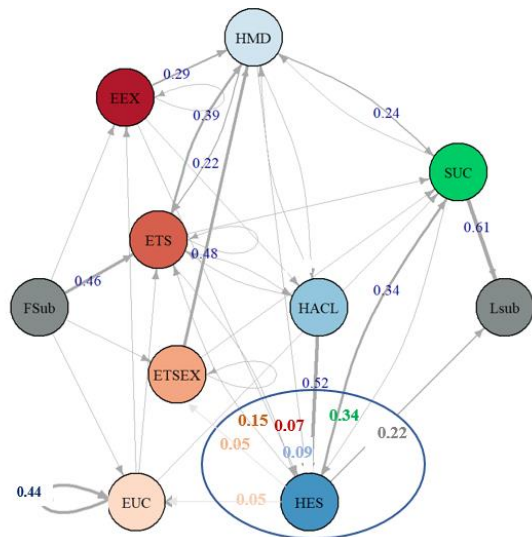 HMD
0.29
EEX
0.39
0.24
0.22
SUC
0.61
ETS
0.48
0.46
FSub
HACL
Lsub
0.34
ETSEX
0.52
0.15
0.07
0.34
0.22
0.05
0.09
0.44
EUC
0.05
HES